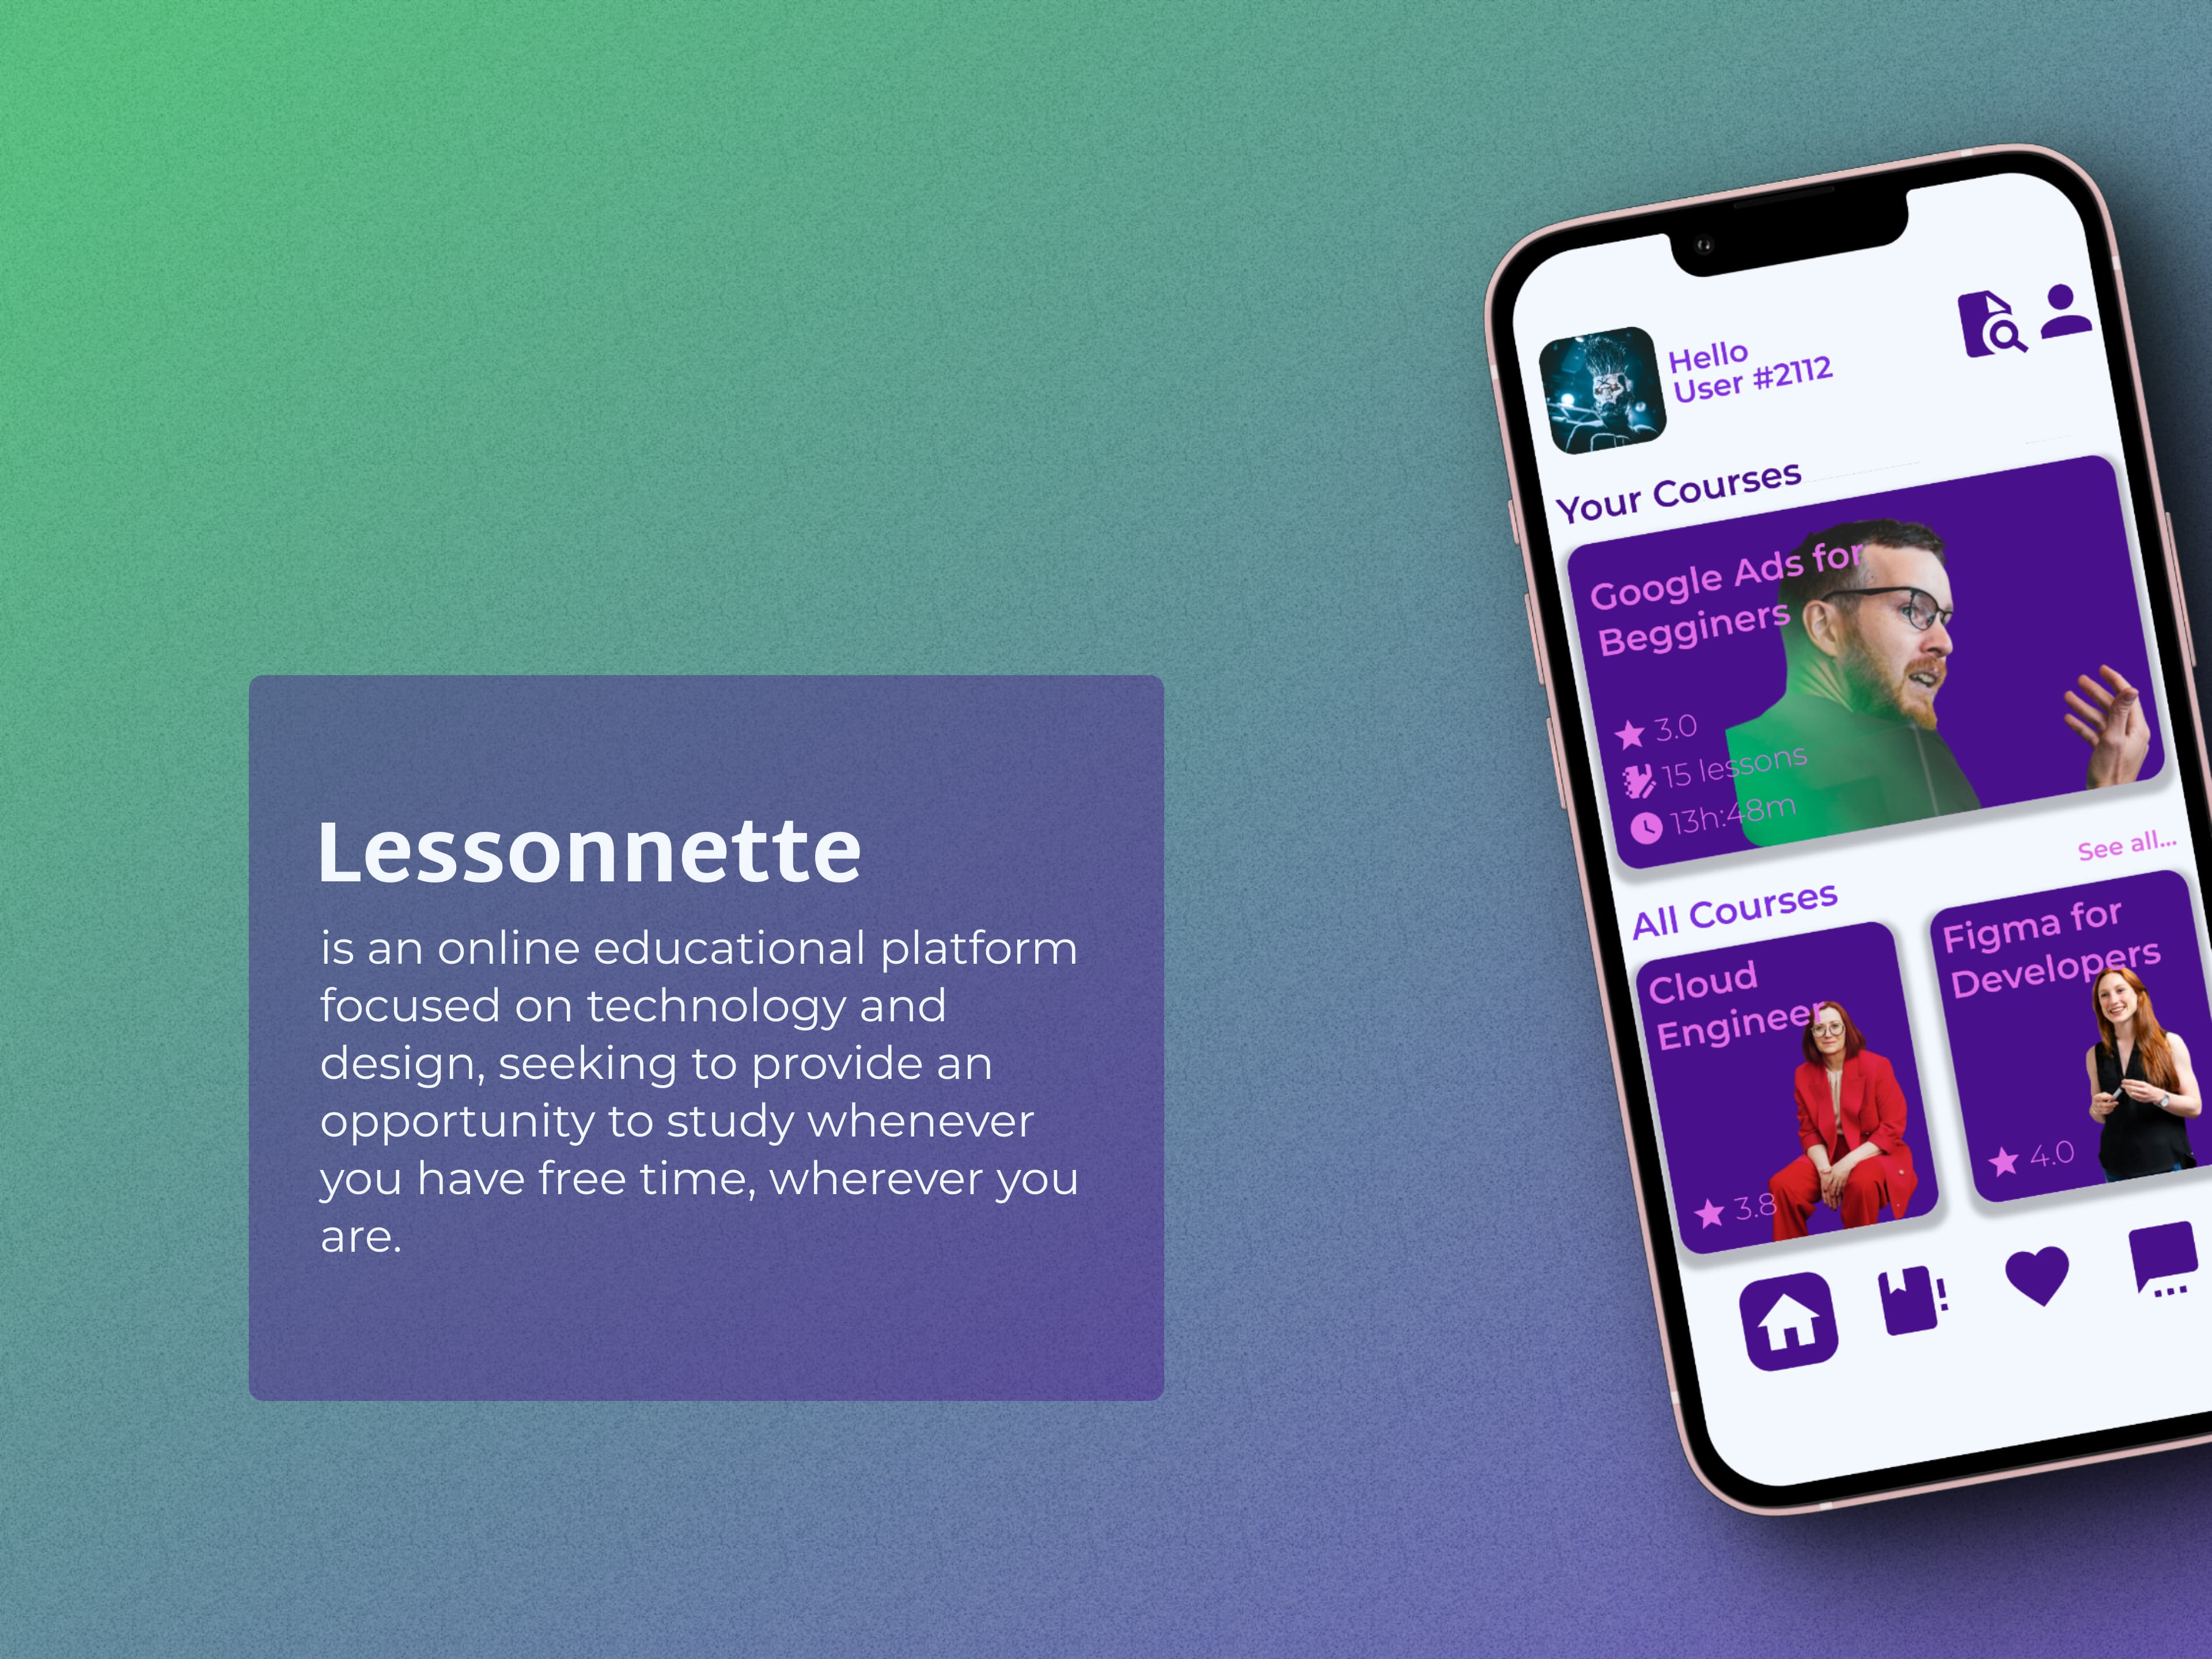 Lessonnette
is an online educational platform
focused on technology and
design, seeking to provide an
opportunity to study whenever
you have free time, wherever you
are.
Hello
User #2112
Your Courses
Google Ads for
Begginers
3.0
15 lessons
13h:48m
See all...
All Courses
Cloud
Engineer
3.8
Figma for
Developers
4.0